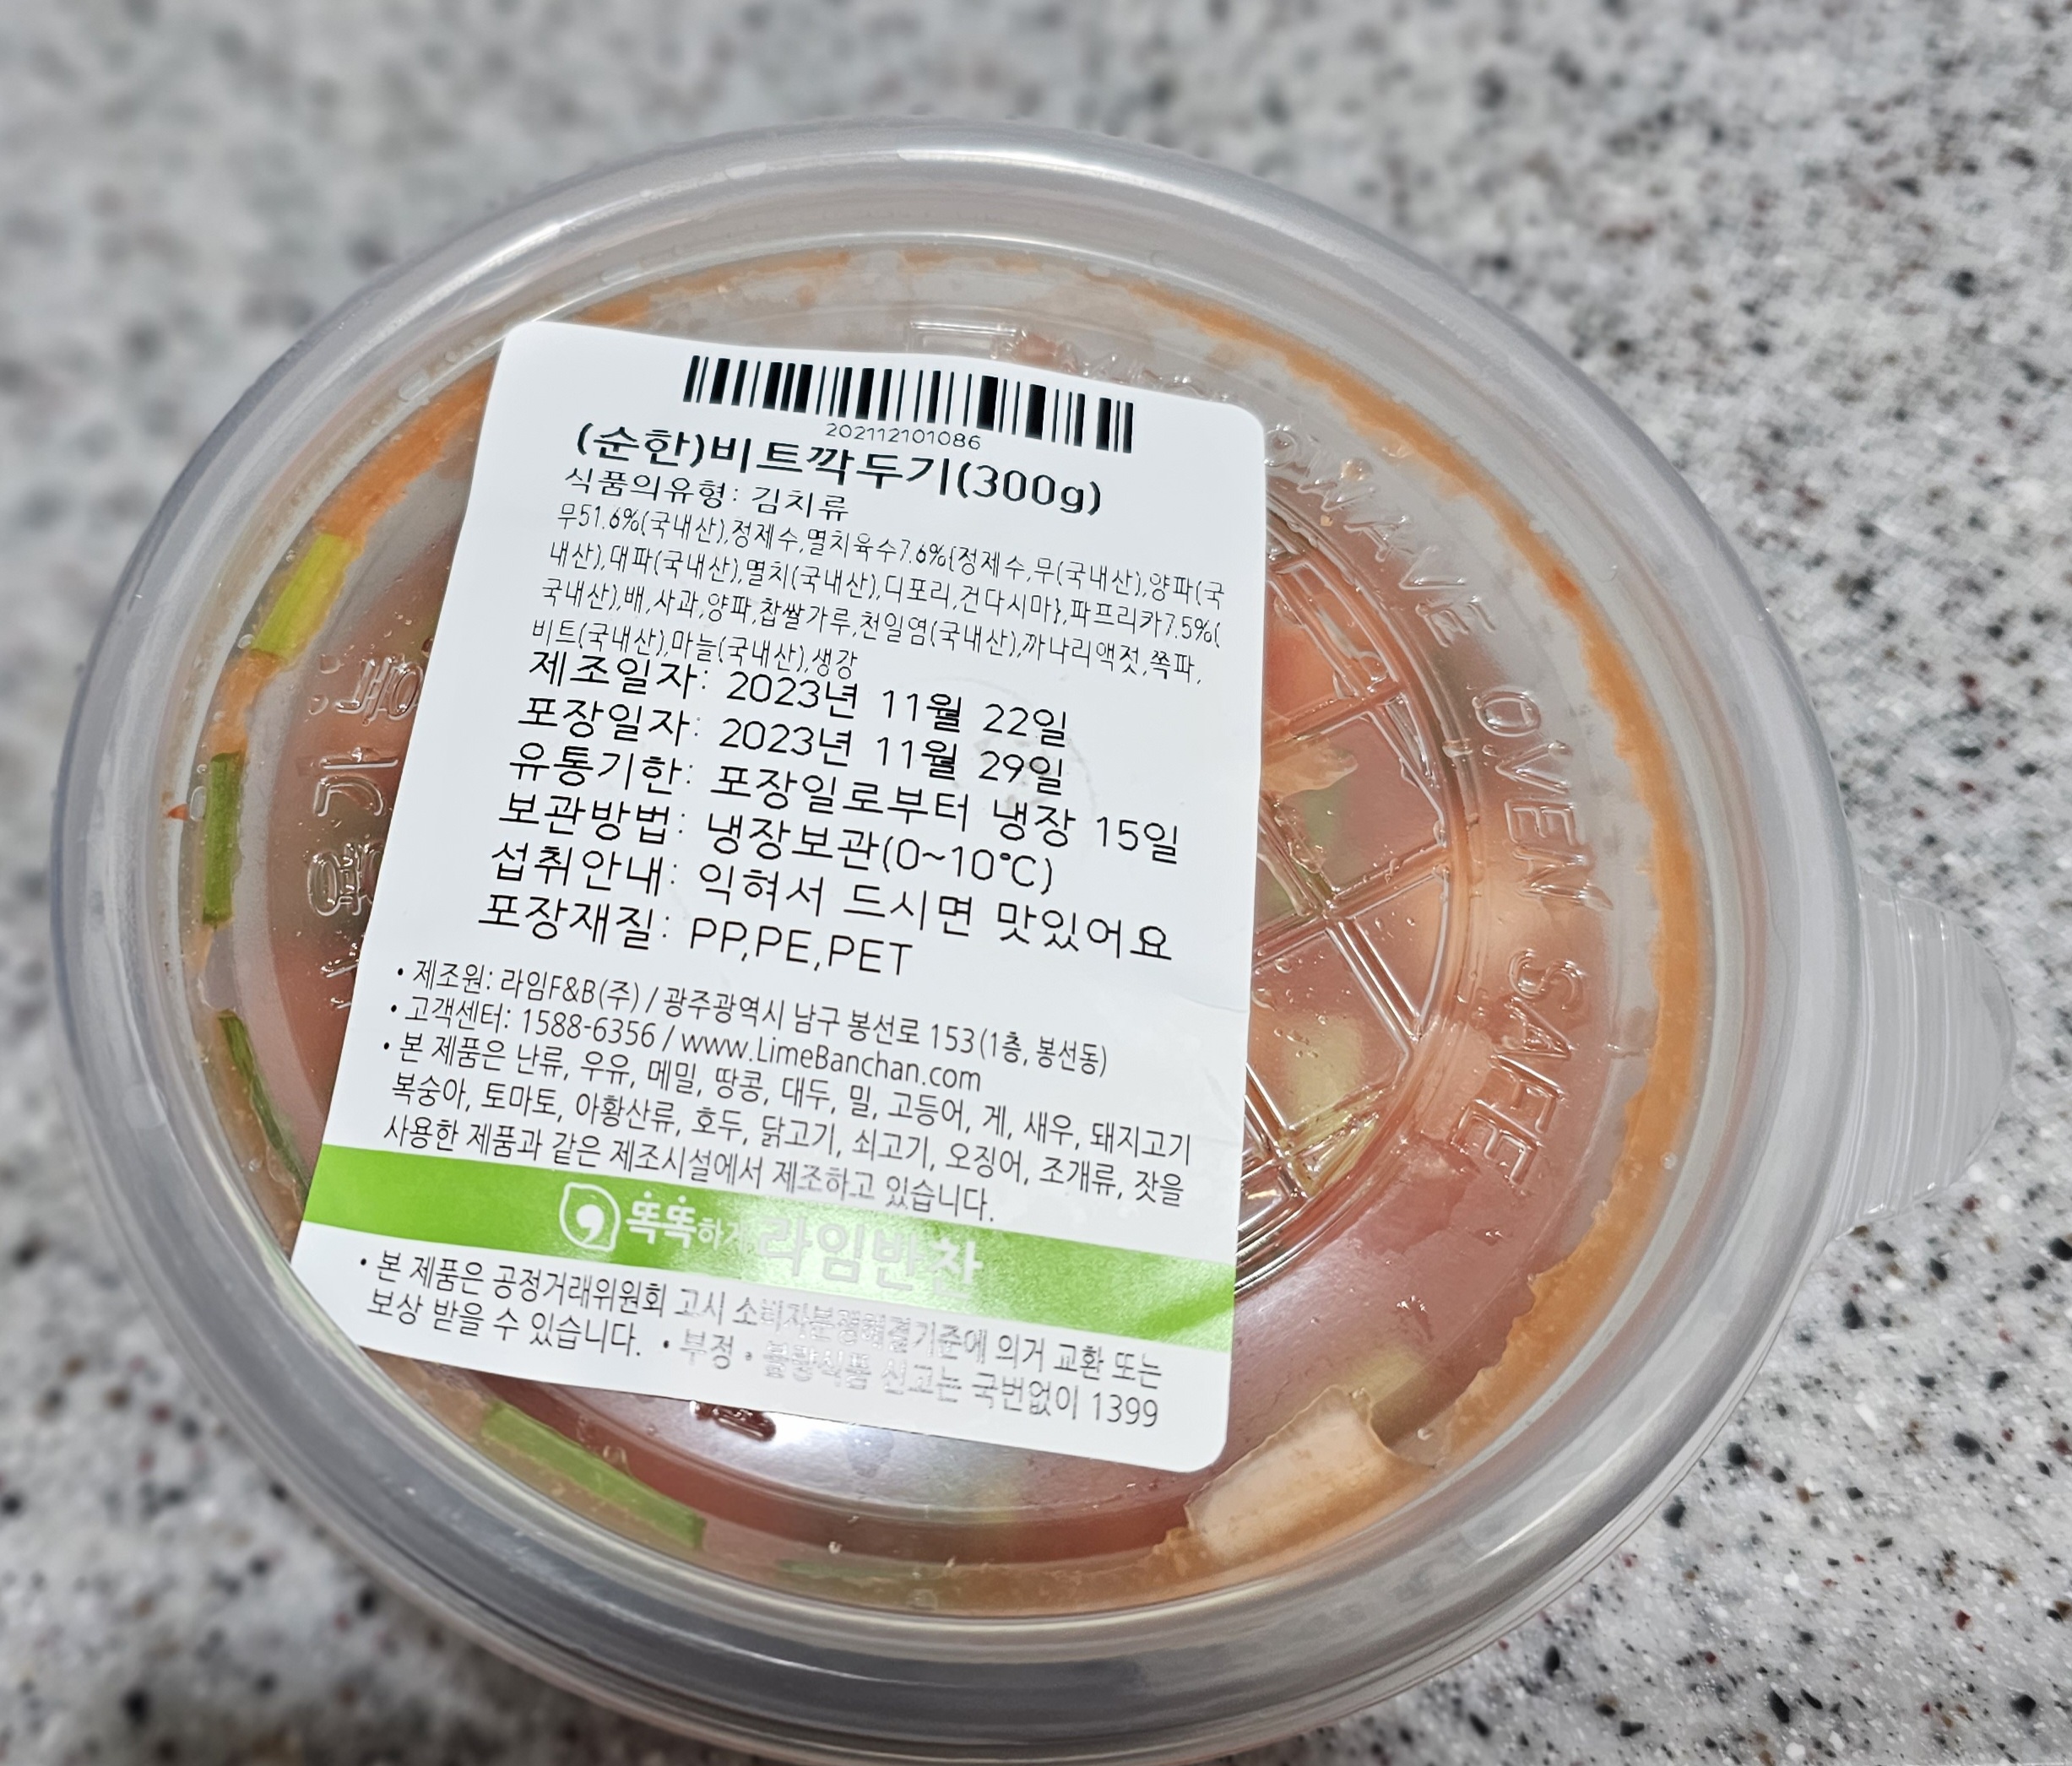 202112101086
(순한)비트깍두기(300g)
식품의유형: 김치류
무51.6%(국내산),정제수,멸치육수7.6%{정제수,무(국내산),양파(국
내산),대파(국내산),멸치(국내산),디포리,건다시마},파프리카7.5%(
국내산),배,사과,양파,찹쌀가루,천일염(국내산),까나리액젓,쪽파,
비트(국내산),마늘(국내산),생강
제조일자: 2023년 11월 22일
포장일자: 2023년 11월 29일
유통기한: 포장일로부터 냉장 15일
보관방법: 냉장보관(0~10℃)
섭취안내: 익혀서 드시면 맛있어요
포장재질: PP,PE,PET
• 제조원: 라임F&B(주) / 광주광역시 남구 봉선로 153(1층, 봉선동)
• 고객센터: 1588-6356 / www.LimeBanchan.com
• 본 제품은 난류, 우유, 메밀, 땅콩, 대두, 밀, 고등어, 게, 새우, 돼지고기
복숭아, 토마토, 아황산류, 호두, 닭고기, 쇠고기, 오징어, 조개류, 잣을
사용한 제품과 같은 제조시설에서 제조하고 있습니다.
똑똑하게 라임반찬
• 본 제품은 공정거래위원회 고시 소비자분쟁해결기준에 의거 교환 또는
보상 받을 수 있습니다. • 부정 • 불량식품 신고는 국번없이 1399
OVEN SAFE